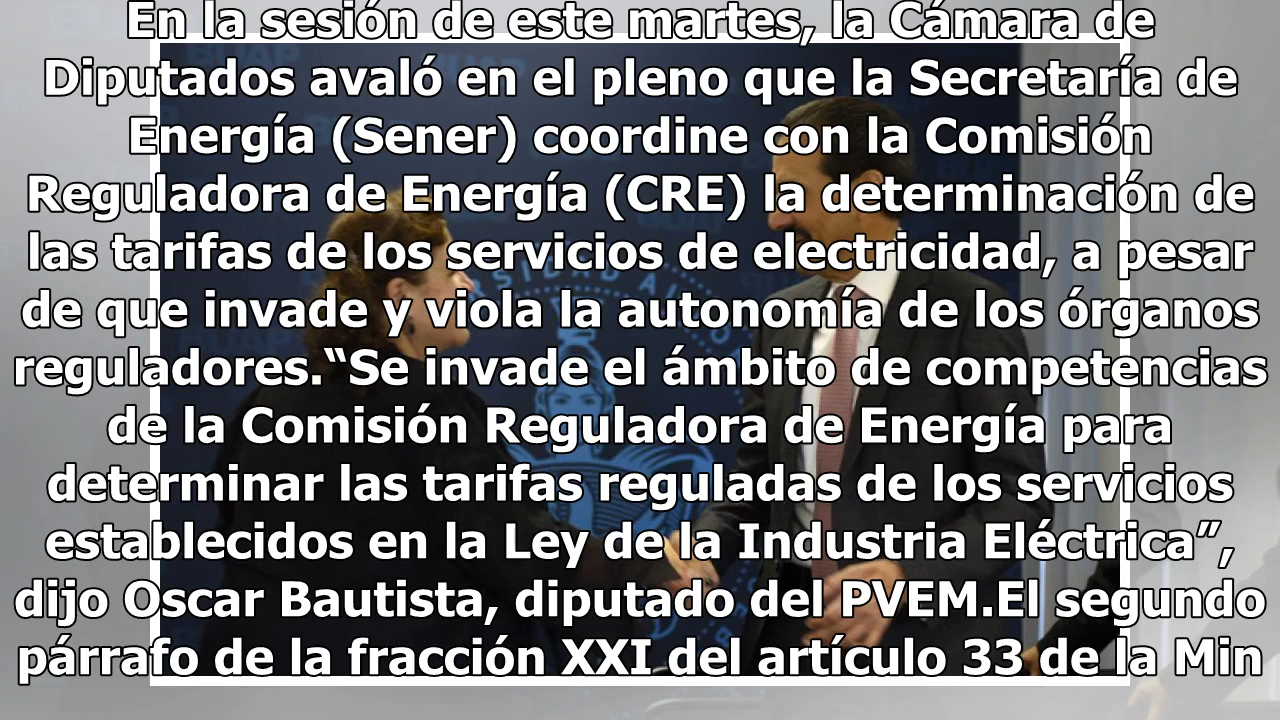 En la sesión de este martes, la Cámara de
Diputados avaló en el pleno que la Secretaría de
Energía (Sener) coordine con la Comisión
Reguladora de Energía (CRE) la determinación de
las tarifas de los servicios de electricidad, a pesar
de que invade y viola la autonomía de los órganos
reguladores.“Se invade el ámbito de competencias
de la Comisión Reguladora de Energía para
determinar las tarifas reguladas de los servicios
establecidos en la Ley de la Industria Eléctrica”,
dijo Oscar Bautista, diputado del PVEM.El segundo
párrafo de la fracción XXI del artículo 33 de la Min